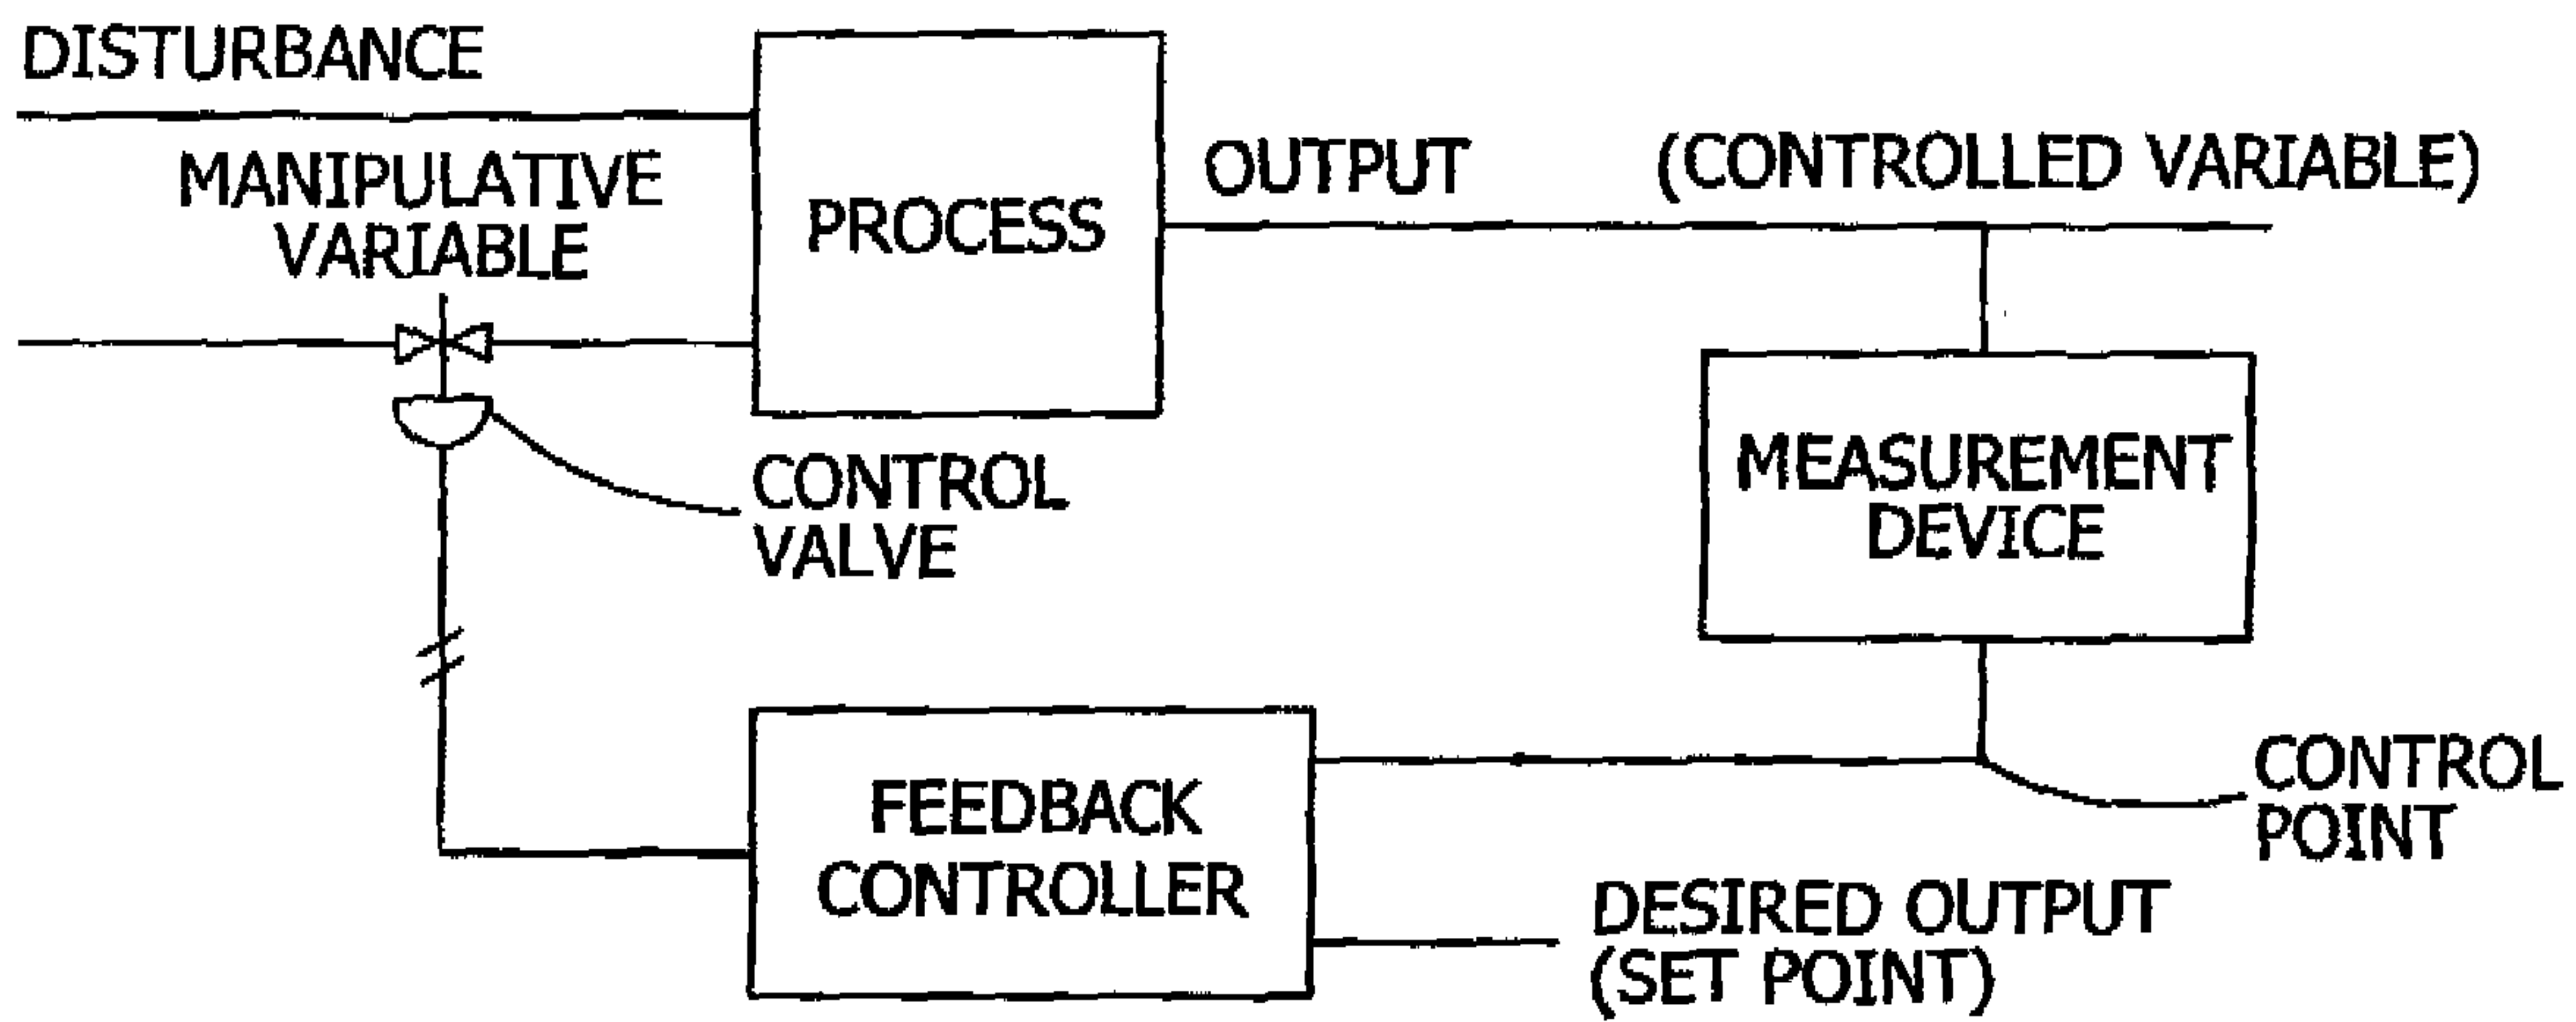 DISTURBANCE
MANIPULATIVE
VARIABLE
PROCESS
OUTPUT
(CONTROLLED VARIABLE)
CONTROL
VALVE
MEASUREMENT
DEVICE
FEEDBACK
CONTROLLER
CONTROL
POINT
DESIRED OUTPUT
(SET POINT)